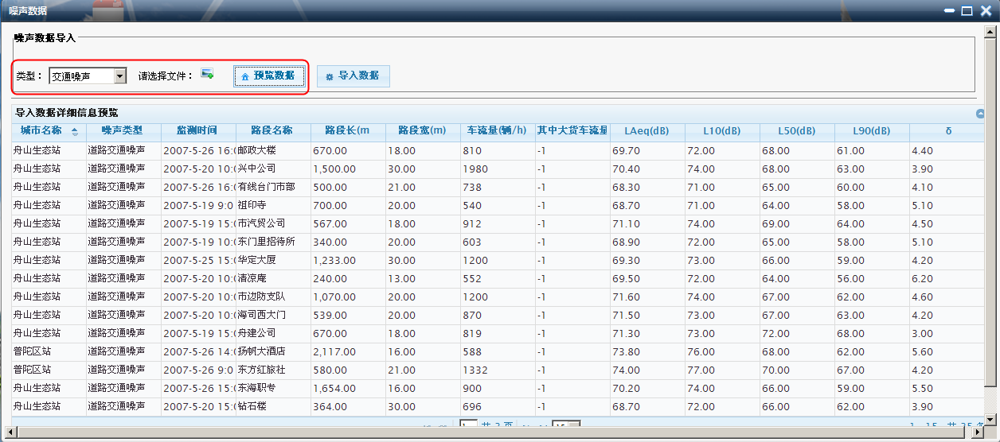 噪声数据
噪声数据导入
类型： 交通噪声 请选择文件： 预览数据 导入数据
导入数据详细信息预览
城市名称 噪声类型 监测时间 路段名称 路段长(m 路段宽(m) 车流量(辆/h) 其中大货车流量 LAeq(dB) L10(dB) L50(dB) L90(dB) δ
舟山生态站 道路交通噪声 2007-5-26 16:0 邮政大楼 670.00 18.00 810 -1 69.70 72.00 68.00 61.00 4.40
舟山生态站 道路交通噪声 2007-5-20 10:0 兴中公司 1,500.00 30.00 1980 -1 70.40 74.00 68.00 63.00 3.90
舟山生态站 道路交通噪声 2007-5-26 16:0 有线台门市部 500.00 21.00 738 -1 68.30 71.00 65.00 60.00 4.10
舟山生态站 道路交通噪声 2007-5-19 9:0 祖印寺 700.00 20.00 540 -1 68.70 71.00 64.00 58.00 5.10
舟山生态站 道路交通噪声 2007-5-19 15:0 市汽贸公司 567.00 18.00 912 -1 71.10 74.00 69.00 64.00 4.50
舟山生态站 道路交通噪声 2007-5-19 10:0 东门里招待所 340.00 20.00 603 -1 68.90 72.00 65.00 58.00 5.10
舟山生态站 道路交通噪声 2007-5-25 15:0 华定大厦 1,233.00 30.00 1200 -1 69.30 73.00 66.00 59.00 4.20
舟山生态站 道路交通噪声 2007-5-20 10:0 清凉庵 240.00 13.00 552 -1 69.50 72.00 64.00 56.00 6.20
舟山生态站 道路交通噪声 2007-5-20 10:0 市边防支队 1,070.00 20.00 1200 -1 71.60 74.00 67.00 62.00 4.60
舟山生态站 道路交通噪声 2007-5-20 10:0 海司西大门 539.00 20.00 870 -1 71.50 73.00 67.00 63.00 4.20
舟山生态站 道路交通噪声 2007-5-19 15:0 舟建公司 670.00 18.00 819 -1 71.30 73.00 72.00 68.00 3.00
普陀区站 道路交通噪声 2007-5-26 14:0 扬帆大酒店 2,117.00 16.00 588 -1 73.80 76.00 68.00 62.00 5.60
普陀区站 道路交通噪声 2007-5-26 9:0 东方红旅社 580.00 21.00 1332 -1 74.00 77.00 70.00 67.00 4.20
舟山生态站 道路交通噪声 2007-5-26 15:0 东海职专 1,654.00 16.00 900 -1 70.20 74.00 66.00 59.00 5.50
舟山生态站 道路交通噪声 2007-5-20 15:0 钻石楼 364.00 30.00 696 -1 68.70 72.00 66.00 62.00 3.90